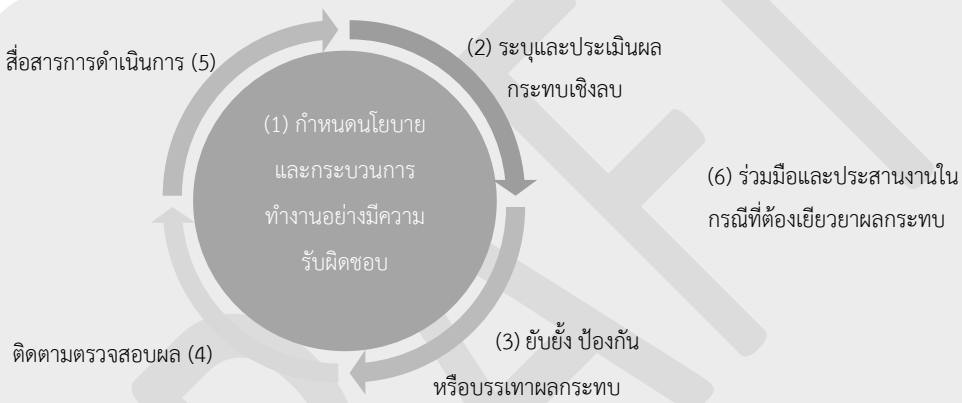 (1) กำหนดนโยบาย
และกระบวนการ
ทำงานอย่างมีความ
รับผิดชอบ
(2) ระบุและประเมินผล
กระทบเชิงลบ
(3) ยับยั้ง ป้องกัน
หรือบรรเทาผลกระทบ
ติดตามตรวจสอบผล (4)
สื่อสารการดำเนินการ (5)
(6) ร่วมมือและประสานงานใน
กรณีที่ต้องเยียวยาผลกระทบ